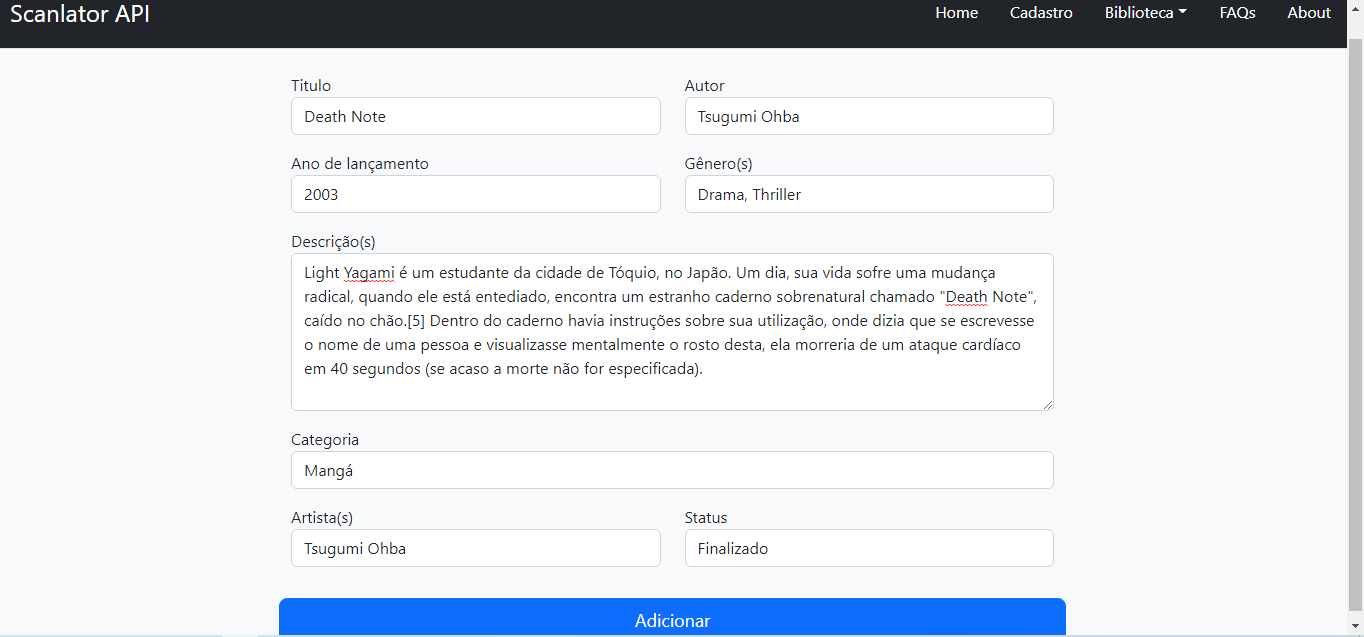 Scanlator API
Home Cadastro Biblioteca FAQs About
Titulo
Death Note
Autor
Tsugumi Ohba
Ano de lançamento
2003
Gênero(s)
Drama, Thriller
Descrição(s)
Light Yagami é um estudante da cidade de Tóquio, no Japão. Um dia, sua vida sofre uma mudança
radical, quando ele está entediado, encontra um estranho caderno sobrenatural chamado "Death Note",
caído no chão.[5] Dentro do caderno havia instruções sobre sua utilização, onde dizia que se escrevesse
o nome de uma pessoa e visualizasse mentalmente o rosto desta, ela morreria de um ataque cardíaco
em 40 segundos (se acaso a morte não for especificada).
Categoria
Mangá
Artista(s)
Tsugumi Ohba
Status
Finalizado
Adicionar